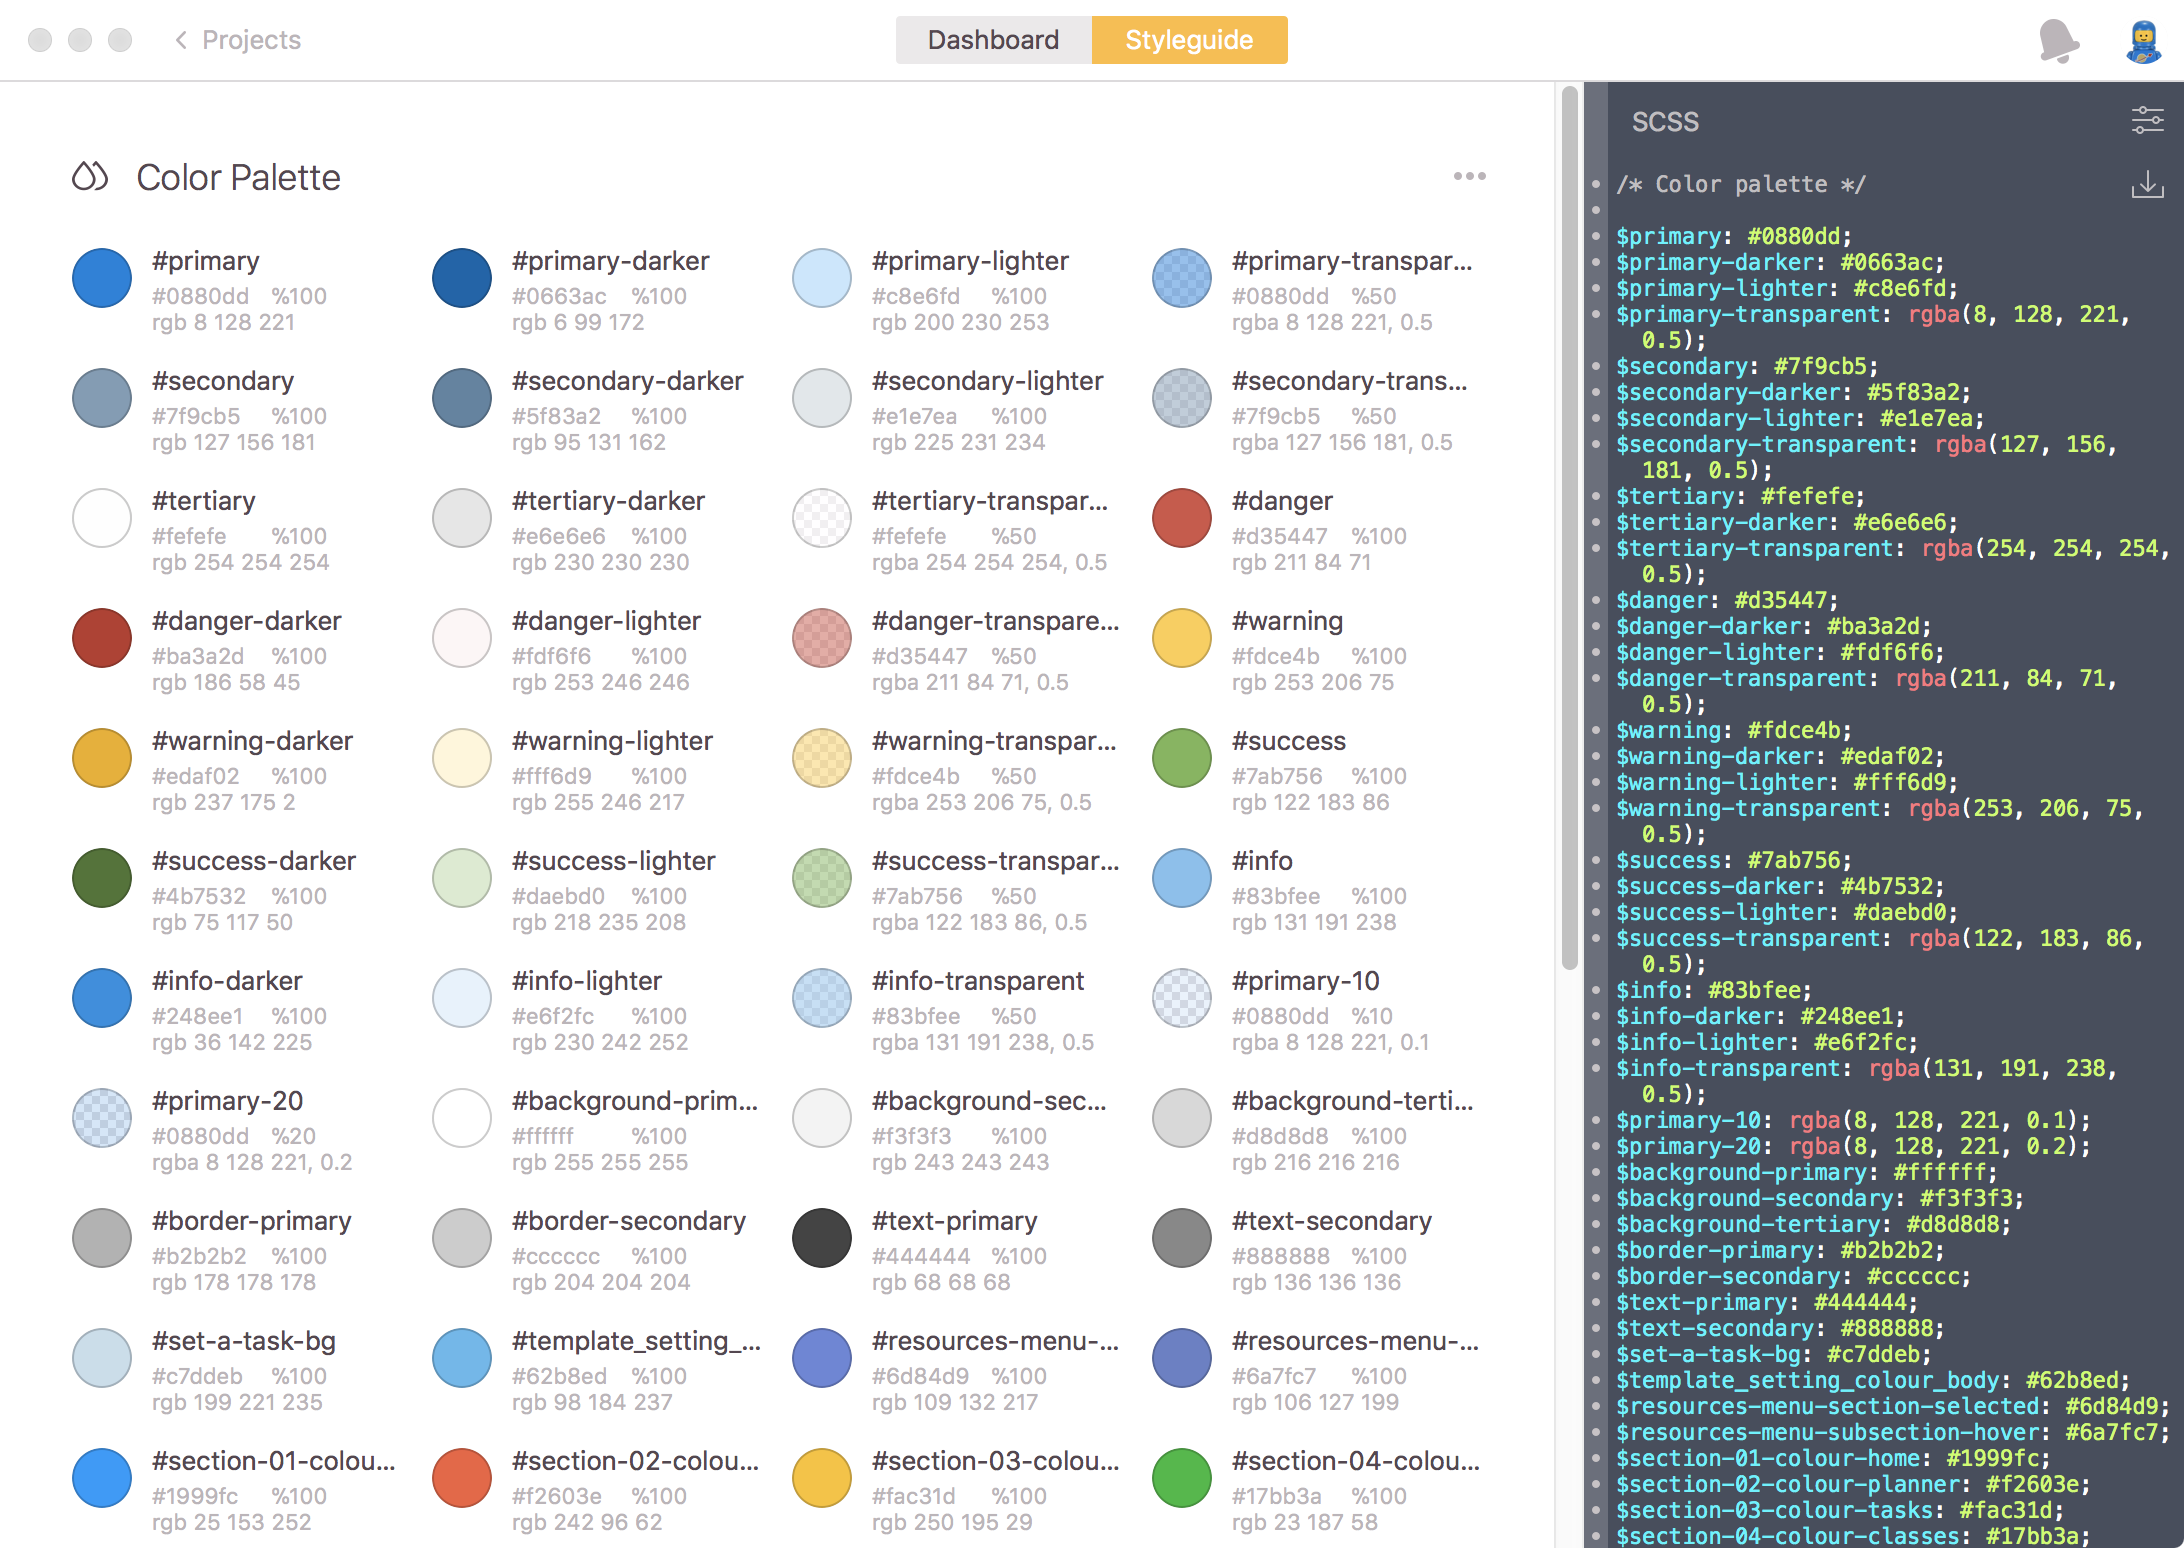 Projects
Dashboard
Styleguide
Color Palette
#primary
#0880dd %100
rgb 8 128 221
#primary-darker
#0663ac %100
rgb 6 99 172
#primary-lighter
#c8e6fd %100
rgb 200 230 253
#primary-transpar...
#0880dd %50
rgba 8 128 221, 0.5
#secondary
#7f9cb5 %100
rgb 127 156 181
#secondary-darker
#5f83a2 %100
rgb 95 131 162
#secondary-lighter
#e1e7ea %100
rgb 225 231 234
#secondary-trans...
#7f9cb5 %50
rgba 127 156 181, 0.5
#tertiary
#fefefe %100
rgb 254 254 254
#tertiary-darker
#e6e6e6 %100
rgb 230 230 230
#tertiary-transpar...
#fefefe %50
rgba 254 254 254, 0.5
#danger
#d35447 %100
rgb 211 84 71
#danger-darker
#ba3a2d %100
rgb 186 58 45
#danger-lighter
#fdf6f6 %100
rgb 253 246 246
#danger-transpare...
#d35447 %50
rgba 211 84 71, 0.5
#warning
#fdce4b %100
rgb 253 206 75
#warning-darker
#edaf02 %100
rgb 237 175 2
#warning-lighter
#fff6d9 %100
rgb 255 246 217
#warning-transpar...
#fdce4b %50
rgba 253 206 75, 0.5
#success
#7ab756 %100
rgb 122 183 86
#success-darker
#4b7532 %100
rgb 75 117 50
#success-lighter
#daebd0 %100
rgb 218 235 208
#success-transpar...
#7ab756 %50
rgba 122 183 86, 0.5
#info
#83bfee %100
rgb 131 191 238
#info-darker
#248ee1 %100
rgb 36 142 225
#info-lighter
#e6f2fc %100
rgb 230 242 252
#info-transparent
#83bfee %50
rgba 131 191 238, 0.5
#primary-10
#0880dd %10
rgba 8 128 221, 0.1
#primary-20
#0880dd %20
rgba 8 128 221, 0.2
#background-prim...
#ffffff %100
rgb 255 255 255
#background-sec...
#f3f3f3 %100
rgb 243 243 243
#background-terti...
#d8d8d8 %100
rgb 216 216 216
#border-primary
#b2b2b2 %100
rgb 178 178 178
#border-secondary
#cccccc %100
rgb 204 204 204
#text-primary
#444444 %100
rgb 68 68 68
#text-secondary
#888888 %100
rgb 136 136 136
#set-a-task-bg
#c7ddeb %100
rgb 199 221 235
#template_setting_...
#62b8ed %100
rgb 98 184 237
#resources-menu-...
#6d84d9 %100
rgb 109 132 217
#resources-menu-...
#6a7fc7 %100
rgb 106 127 199
#section-01-colou...
#1999fc %100
rgb 25 153 252
#section-02-colou...
#f2603e %100
rgb 242 96 62
#section-03-colou...
#fac31d %100
rgb 250 195 29
#section-04-colou...
#17bb3a %100
rgb 23 187 58
SCSS
/* Color palette */
$primary: #0880dd;
$primary-darker: #0663ac;
$primary-lighter: #c8e6fd;
$primary-transparent: rgba(8, 128, 221,
0.5);
$secondary: #7f9cb5;
$secondary-darker: #5f83a2;
$secondary-lighter: #e1e7ea;
$secondary-transparent: rgba(127, 156,
181, 0.5);
$tertiary: #fefefe;
$tertiary-darker: #e6e6e6;
$tertiary-transparent: rgba(254, 254, 254,
0.5);
$danger: #d35447;
$danger-darker: #ba3a2d;
$danger-lighter: #fdf6f6;
$danger-transparent: rgba(211, 84, 71,
0.5);
$warning: #fdce4b;
$warning-darker: #edaf02;
$warning-lighter: #fff6d9;
$warning-transparent: rgba(253, 206, 75,
0.5);
$success: #7ab756;
$success-darker: #4b7532;
$success-lighter: #daebd0;
$success-transparent: rgba(122, 183, 86,
0.5);
$info: #83bfee;
$info-darker: #248ee1;
$info-lighter: #e6f2fc;
$info-transparent: rgba(131, 191, 238,
0.5);
$primary-10: rgba(8, 128, 221, 0.1);
$primary-20: rgba(8, 128, 221, 0.2);
$background-primary: #ffffff;
$background-secondary: #f3f3f3;
$background-tertiary: #d8d8d8;
$border-primary: #b2b2b2;
$border-secondary: #cccccc;
$text-primary: #444444;
$text-secondary: #888888;
$set-a-task-bg: #c7ddeb;
$template_setting_colour_body: #62b8ed;
$resources-menu-section-selected: #6d84d9;
$resources-menu-subsection-hover: #6a7fc7;
$section-01-colour-home: #1999fc;
$section-02-colour-planner: #f2603e;
$section-03-colour-tasks: #fac31d;
$section-04-colour-classes: #17bb3a;